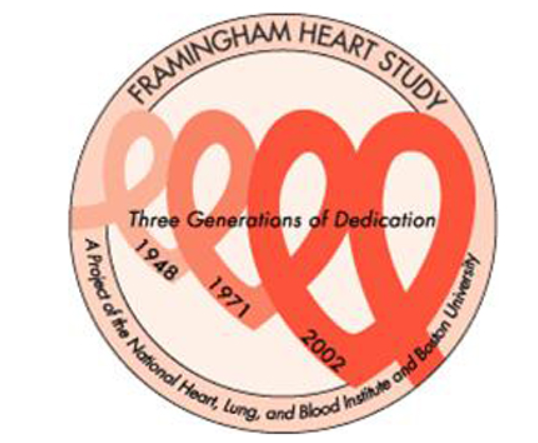 FRAMINGHAM HEART STUDY
Three Generations of Dedication
1948
1971
2002
A Project of the National Heart, Lung, and Blood Institute and Boston University